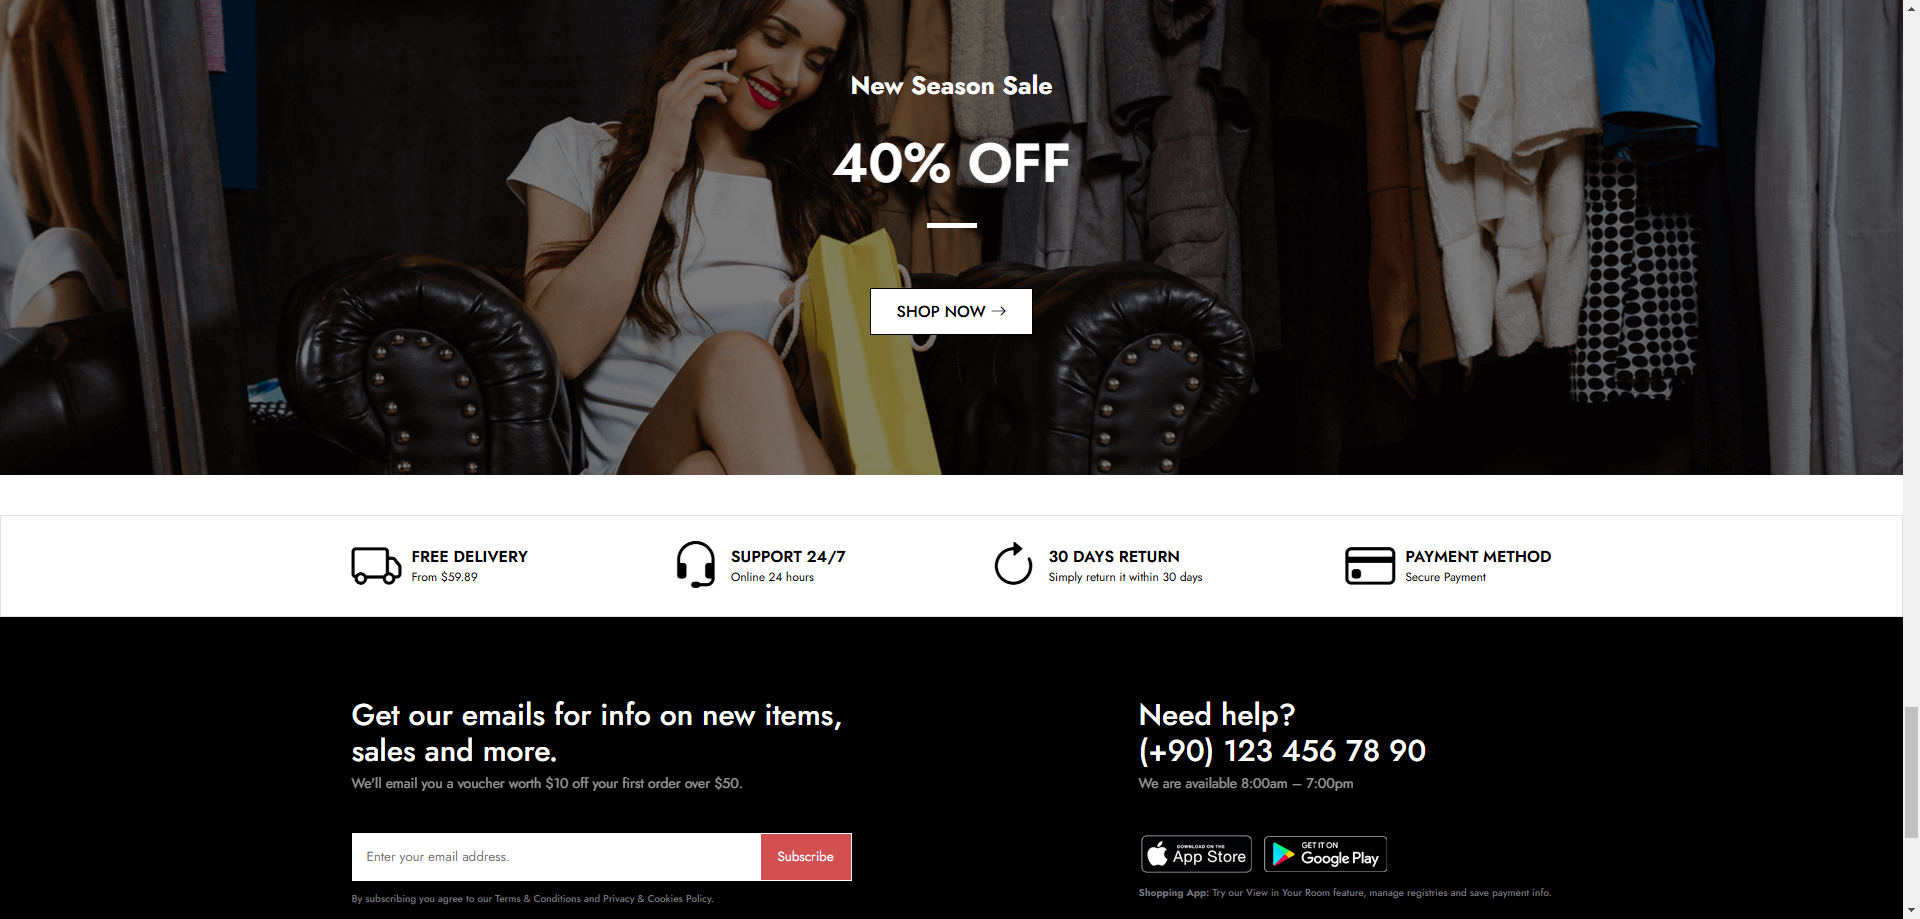 New Season Sale
40% OFF
SHOP NOW →
FREE DELIVERY
From $59.89
SUPPORT 24/7
Online 24 hours
30 DAYS RETURN
Simply return it within 30 days
PAYMENT METHOD
Secure Payment
Get our emails for info on new items,
sales and more.
We'll email you a voucher worth $10 off your first order over $50.
Enter your email address.
Subscribe
By subscribing you agree to our Terms & Conditions and Privacy & Cookies Policy.
Need help?
(+90) 123 456 78 90
We are available 8:00am – 7:00pm
DOWNLOAD ON THE
App Store
GET IT ON
Google Play
Shopping App: Try our View in Your Room feature, manage registries and save payment info.